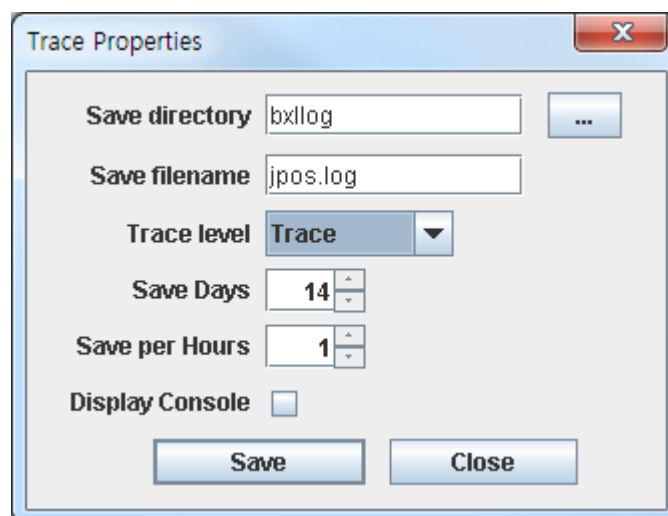 Trace Properties
Save directory bxllog ...
Save filename jpos.log
Trace level Trace
Save Days 14
Save per Hours 1
Display Console
Save Close